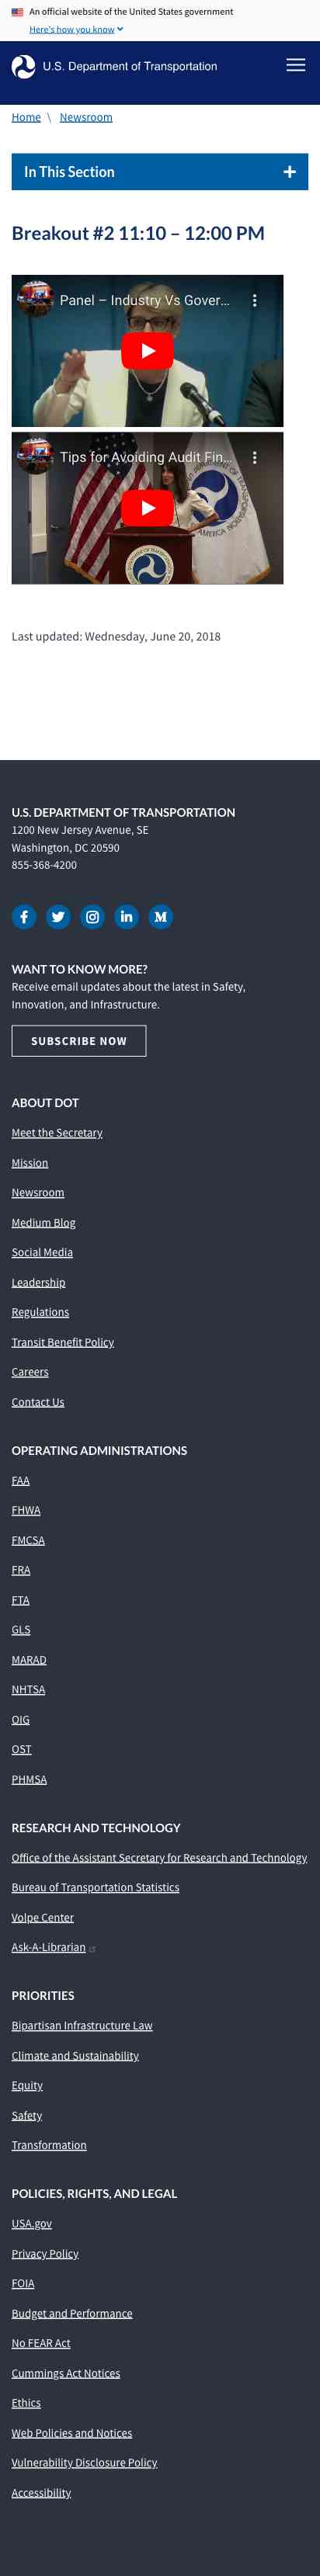 An official website of the United States government
Here's how you know
U.S. Department of Transportation
Home \ Newsroom
In This Section
Breakout #2 11:10 – 12:00 PM
Panel – Industry Vs Gover...
Tips for Avoiding Audit Fin...
Last updated: Wednesday, June 20, 2018
U.S. DEPARTMENT OF TRANSPORTATION
1200 New Jersey Avenue, SE
Washington, DC 20590
855-368-4200
WANT TO KNOW MORE?
Receive email updates about the latest in Safety,
Innovation, and Infrastructure.
SUBSCRIBE NOW
ABOUT DOT
Meet the Secretary
Mission
Newsroom
Medium Blog
Social Media
Leadership
Regulations
Transit Benefit Policy
Careers
Contact Us
OPERATING ADMINISTRATIONS
FAA
FHWA
FMCSA
FRA
FTA
GLS
MARAD
NHTSA
OIG
OST
PHMSA
RESEARCH AND TECHNOLOGY
Office of the Assistant Secretary for Research and Technology
Bureau of Transportation Statistics
Volpe Center
Ask-A-Librarian
PRIORITIES
Bipartisan Infrastructure Law
Climate and Sustainability
Equity
Safety
Transformation
POLICIES, RIGHTS, AND LEGAL
USA.gov
Privacy Policy
FOIA
Budget and Performance
No FEAR Act
Cummings Act Notices
Ethics
Web Policies and Notices
Vulnerability Disclosure Policy
Accessibility